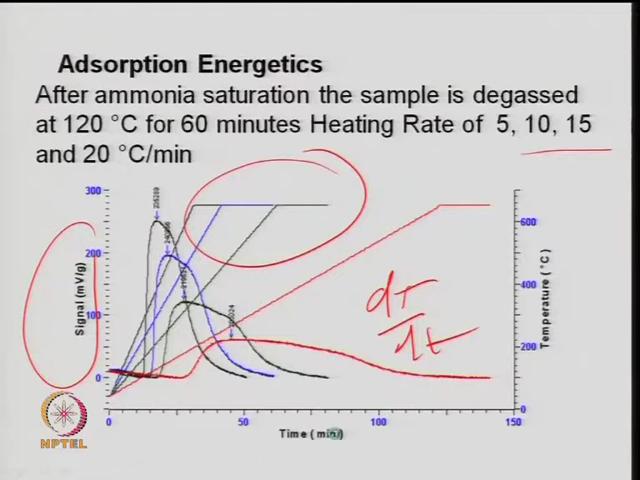 Adsorption Energetics
After ammonia saturation the sample is degassed
at 120 °C for 60 minutes Heating Rate of 5, 10, 15
and 20 °C/min
300
200
100
0
Signal (mV/g)
600
400
200
0
Temperature (°C)
dT
dt
0
50
100
150
Time (min)
NPTEL